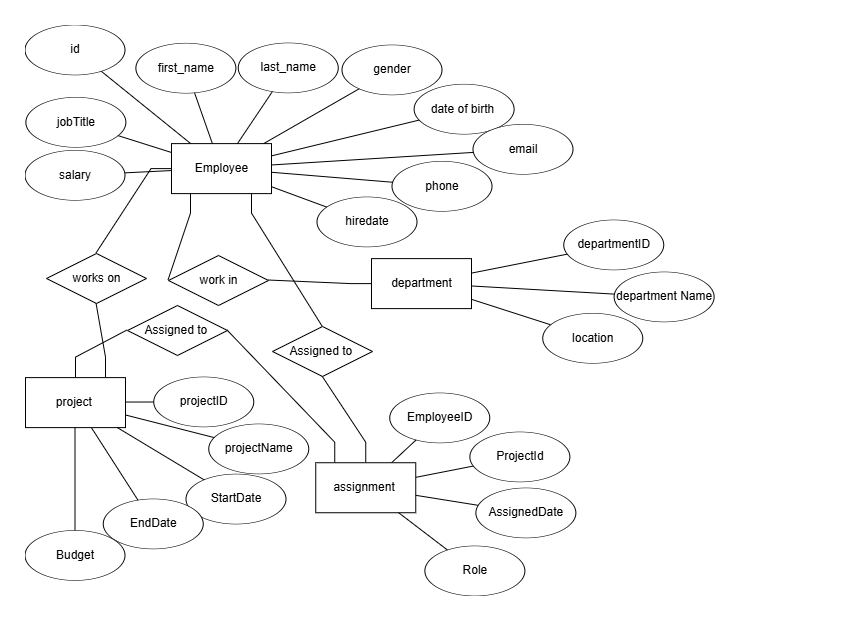 id
first_name
last_name
gender
date of birth
jobTitle
email
Employee
salary
phone
hiredate
departmentID
works on
work in
department
department Name
Assigned to
location
Assigned to
project
projectID
EmployeeID
projectName
ProjectId
assignment
StartDate
AssignedDate
EndDate
Budget
Role